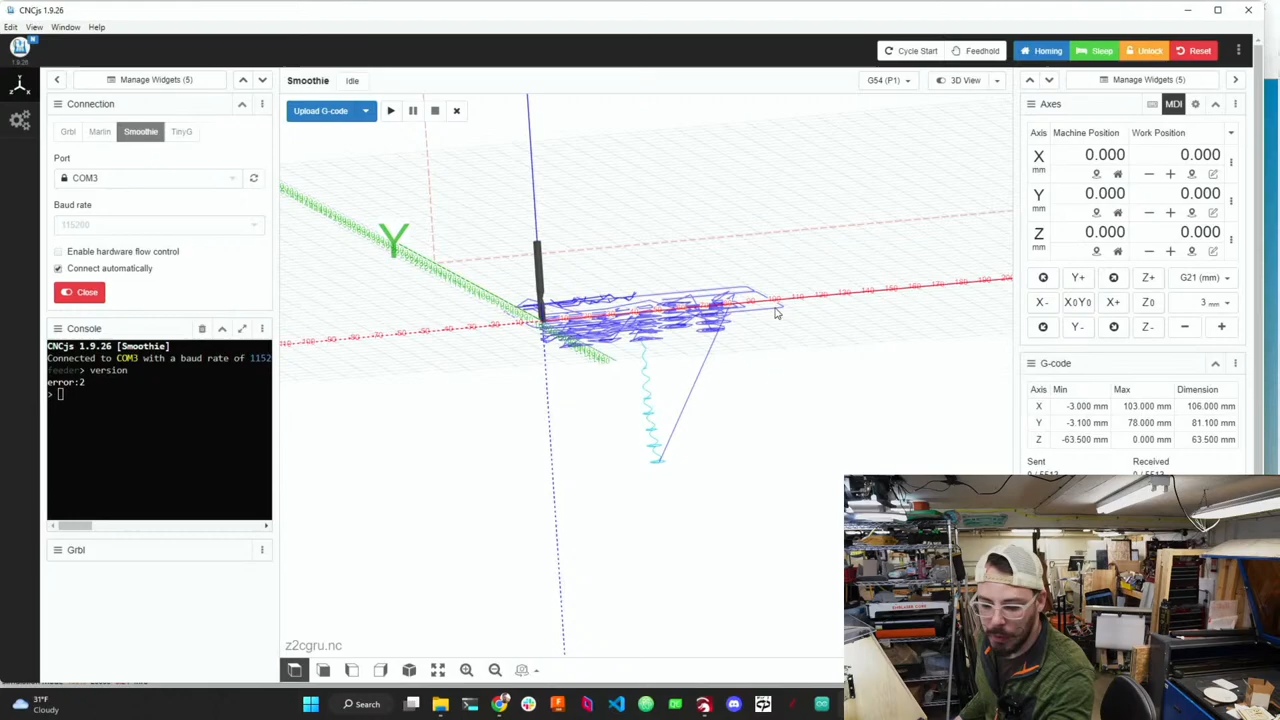 CNCjs 1.9.26
Edit View Window Help
1.9.26
Cycle Start Feedhold Homing Sleep Unlock Reset
Manage Widgets (5)
Smoothie Idle
G54 (P1) 3D View
Manage Widgets (5)
Connection
Grbl Marlin Smoothie TinyG
Port
COM3
Baud rate
115200
Enable hardware flow control
Connect automatically
Close
Console
CNCjs 1.9.26 [Smoothie]
Connected to COM3 with a baud rate of 1152
feeder> version
error:2
>
Grbl
Upload G-code
Y
z2cgru.nc
Axes MDI
Axis Machine Position Work Position
X mm 0.000 0.000
Y mm 0.000 0.000
Z mm 0.000 0.000
Y+ Z+ G21 (mm)
X- X0Y0 X+ Z0 3 mm
Y- Z-
G-code
Axis Min Max Dimension
X -3.000 mm 103.000 mm 106.000 mm
Y -3.100 mm 78.000 mm 81.100 mm
Z -63.500 mm 0.000 mm 63.500 mm
Sent Received
31°F
Cloudy
Search